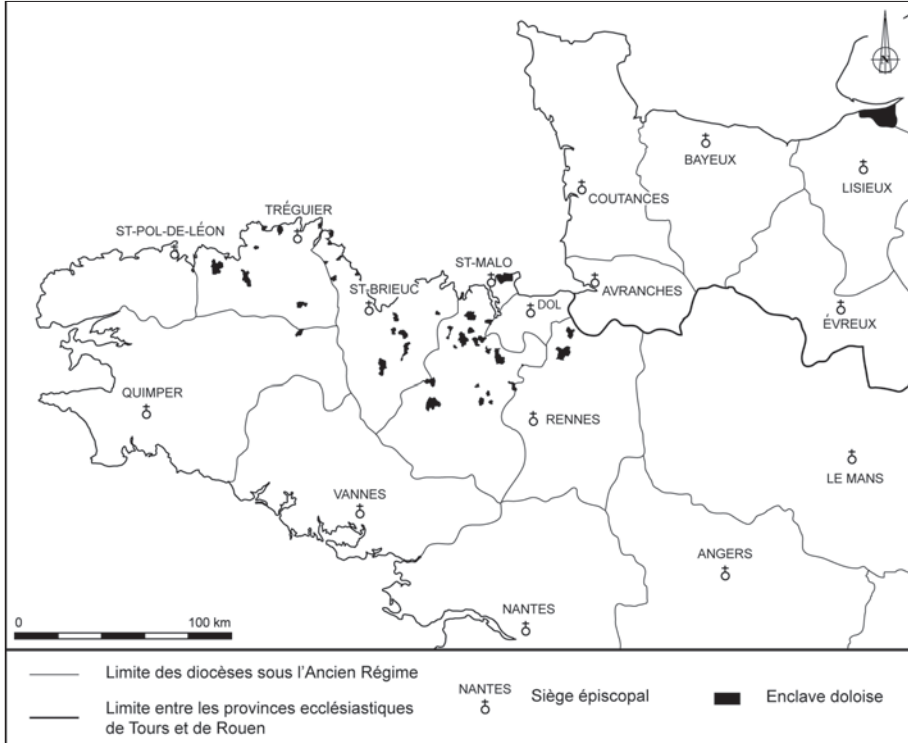 N
BAYEUX
LISIEUX
COUTANCES
TRÉGUIER
ST-POL-DE-LÉON
ST-MALO
ST-BRIEUC
DOL
AVRANCHES
ÉVREUX
QUIMPER
RENNES
LE MANS
VANNES
ANGERS
NANTES
0 100 km
Limite des diocèses sous l'Ancien Régime
Limite entre les provinces ecclésiastiques
de Tours et de Rouen
NANTES
Siège épiscopal
Enclave doloise